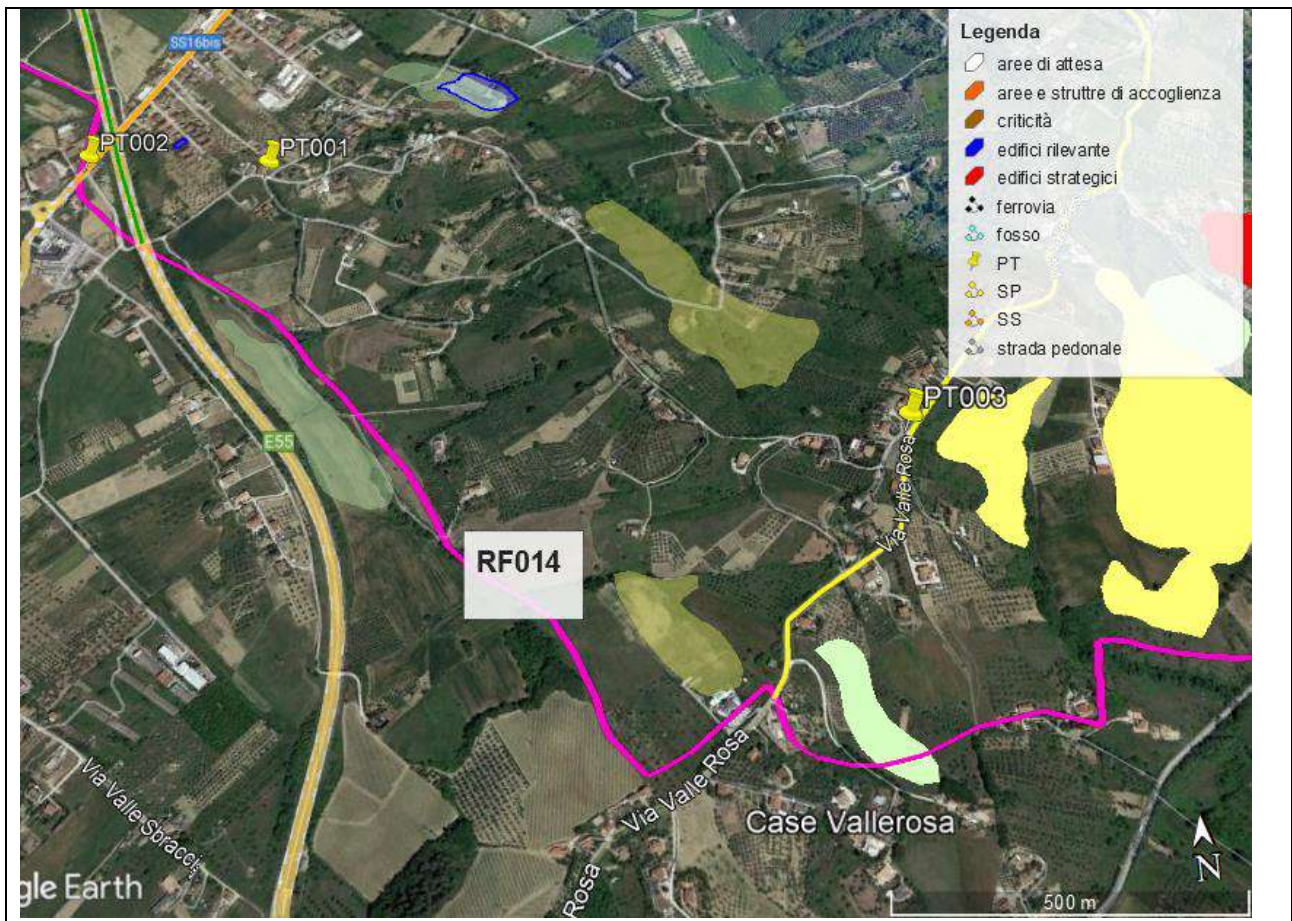 SS16bis
PT002
PT001
Legenda
aree di attesa
aree e struttre di accoglienza
criticità
edifici rilevante
edifici strategici
ferrovia
fosso
PT
SP
SS
strada pedonale
PT003
Via Valle Rosa
E55
RF014
Via Valle Rosa
Case Vallerosa
Via Valle Sbracci
Rosa
gle Earth
N
500 m